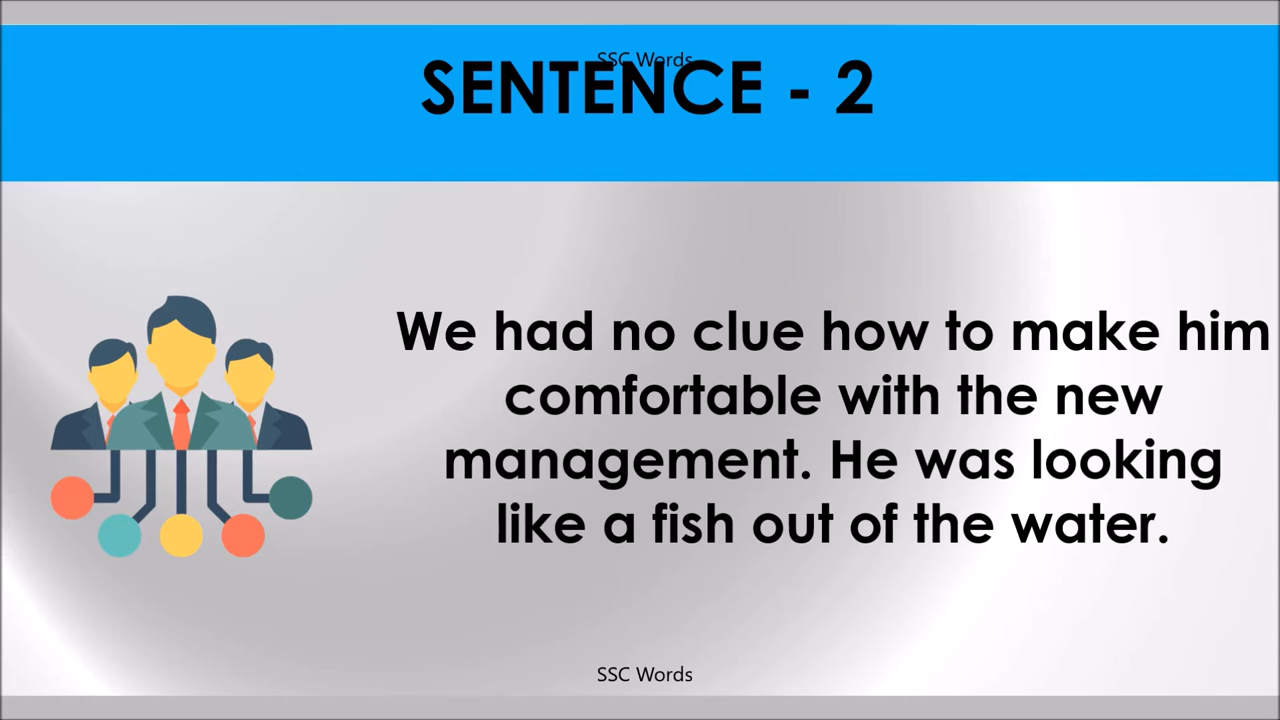 SSC Words
SENTENCE - 2
We had no clue how to make him
comfortable with the new
management. He was looking
like a fish out of the water.
SSC Words